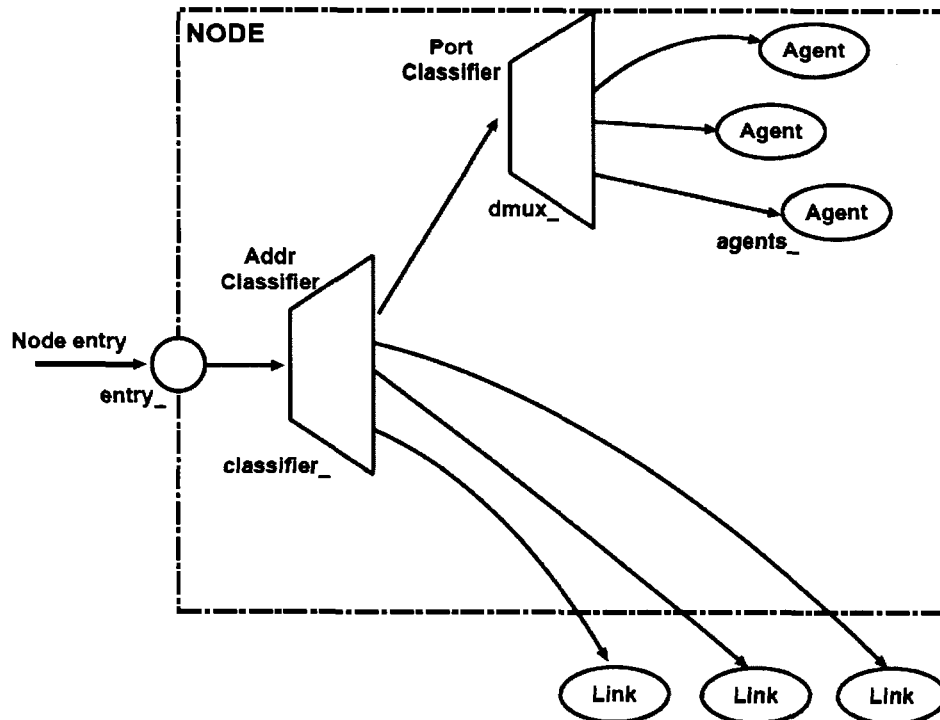 NODE
Port
Classifier
Agent
Agent
Agent
dmux_
agents_
Addr
Classifier
Node entry
entry_
classifier_
Link
Link
Link